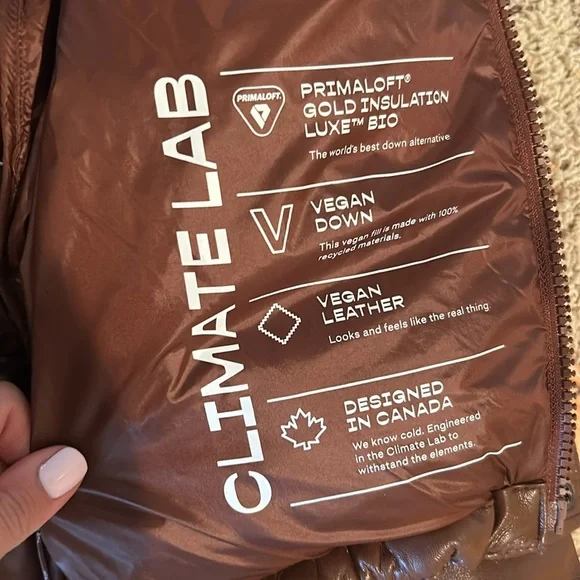 CLIMATE LAB
PRIMALOFT®
PRIMALOFT®
GOLD INSULATION
LUXE™ BIO
The world's best down alternative
VEGAN
DOWN
This vegan fill is made with 100%
recycled materials.
VEGAN
LEATHER
Looks and feels like the real thing.
DESIGNED
IN CANADA
We know cold. Engineered
in the Climate Lab to
withstand the elements.